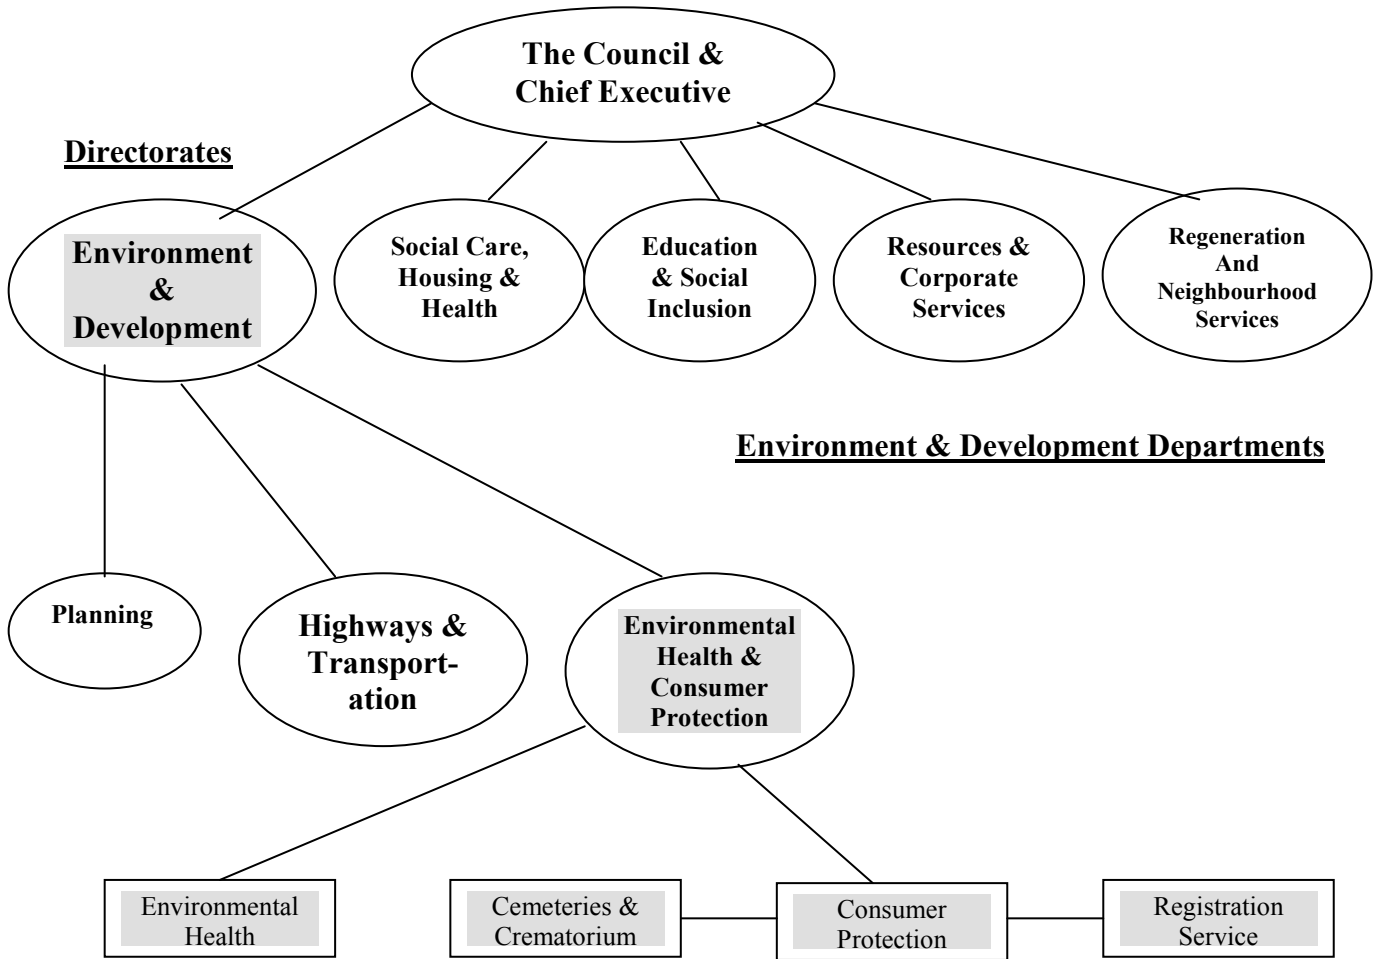 The Council &
Chief Executive
Directorates
Environment
&
Development
Social Care,
Housing &
Health
Education
& Social
Inclusion
Resources &
Corporate
Services
Regeneration
And
Neighbourhood
Services
Environment & Development Departments
Planning
Highways &
Transport-
ation
Environmental
Health &
Consumer
Protection
Environmental
Health
Cemeteries &
Crematorium
Consumer
Protection
Registration
Service